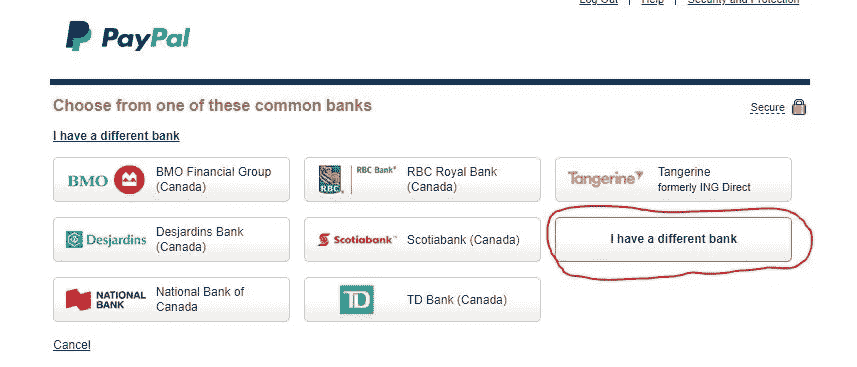 Log Out | Help | Security and Protection
PayPal
Choose from one of these common banks
Secure
I have a different bank
BMO BMO Financial Group
(Canada)
RBC RBC Bank® RBC Royal Bank
(Canada)
Tangerine Tangerine
formerly ING Direct
Desjardins Desjardins Bank
(Canada)
Scotiabank™ Scotiabank (Canada)
I have a different bank
NATIONAL
BANK
National Bank of
Canada
TD TD Bank (Canada)
Cancel